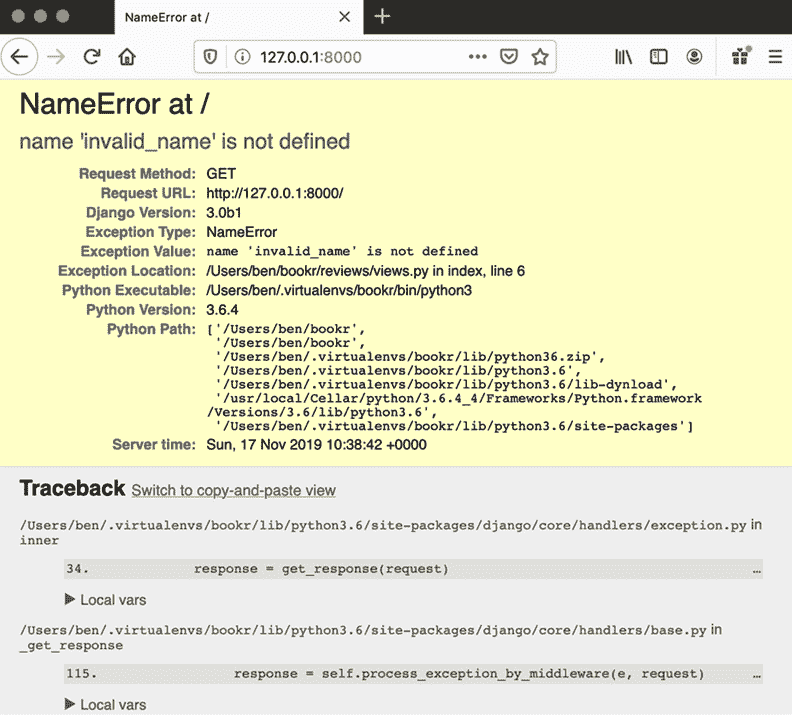 NameError at /
127.0.0.1:8000
NameError at /
name 'invalid_name' is not defined
Request Method: GET
Request URL: http://127.0.0.1:8000/
Django Version: 3.0b1
Exception Type: NameError
Exception Value: name 'invalid_name' is not defined
Exception Location: /Users/ben/bookr/reviews/views.py in index, line 6
Python Executable: /Users/ben/.virtualenvs/bookr/bin/python3
Python Version: 3.6.4
Python Path: ['/Users/ben/bookr',
'/Users/ben/bookr',
'/Users/ben/.virtualenvs/bookr/lib/python36.zip',
'/Users/ben/.virtualenvs/bookr/lib/python3.6',
'/Users/ben/.virtualenvs/bookr/lib/python3.6/lib-dynload',
'/usr/local/Cellar/python/3.6.4_4/Frameworks/Python.framework
/Versions/3.6/lib/python3.6',
'/Users/ben/.virtualenvs/bookr/lib/python3.6/site-packages']
Server time: Sun, 17 Nov 2019 10:38:42 +0000
Traceback Switch to copy-and-paste view
/Users/ben/.virtualenvs/bookr/lib/python3.6/site-packages/django/core/handlers/exception.py in
inner
34. response = get_response(request) …
▶ Local vars
/Users/ben/.virtualenvs/bookr/lib/python3.6/site-packages/django/core/handlers/base.py in
_get_response
115. response = self.process_exception_by_middleware(e, request) …
▶ Local vars